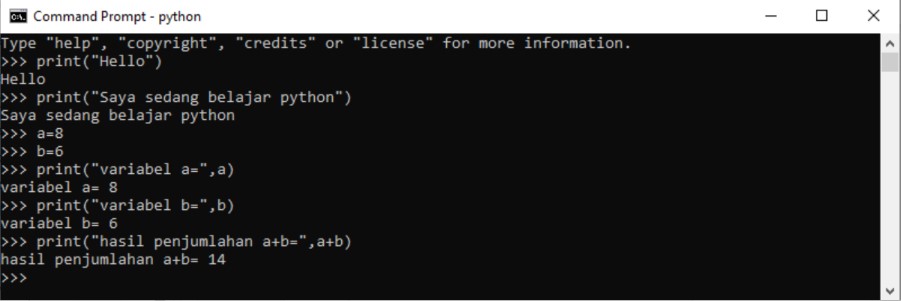 Command Prompt - python
Type "help", "copyright", "credits" or "license" for more information.
>>> print("Hello")
Hello
>>> print("Saya sedang belajar python")
Saya sedang belajar python
>>> a=8
>>> b=6
>>> print("variabel a=",a)
variabel a= 8
>>> print("variabel b=",b)
variabel b= 6
>>> print("hasil penjumlahan a+b=",a+b)
hasil penjumlahan a+b= 14
>>>